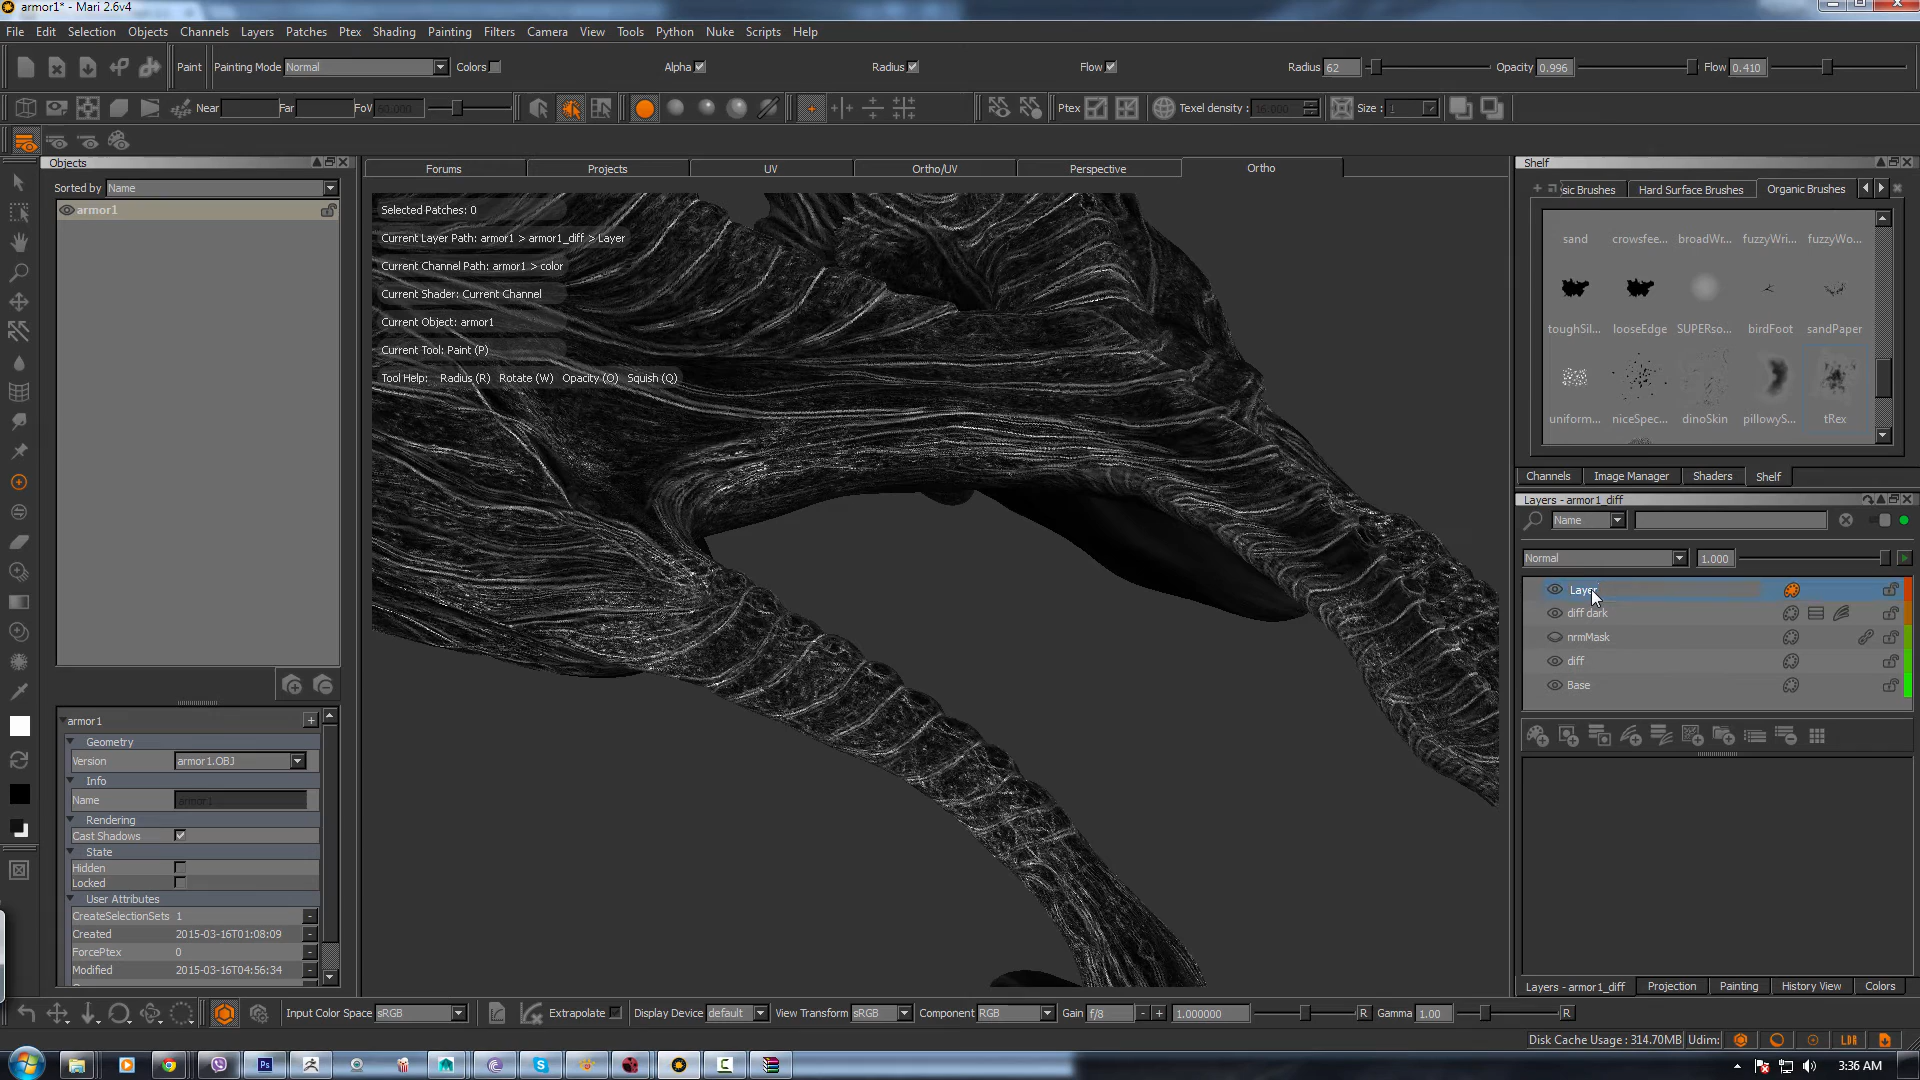 armor1* - Mari 2.6v4
File Edit Selection Objects Channels Layers Patches Ptex Shading Painting Filters Camera View Tools Python Nuke Scripts Help
Paint Painting Mode Normal Colors Alpha Radius Flow Radius 62 Opacity 0.996 Flow 0.410
Near Far FoV Ptex Texel density : 16.000 Size : 1
Objects
Sorted by Name
armor1
Forums Projects UV Ortho/UV Perspective Ortho
Selected Patches: 0
Current Layer Path: armor1 > armor1_diff > Layer
Current Channel Path: armor1 > color
Current Shader: Current Channel
Current Object: armor1
Current Tool: Paint (P)
Tool Help: Radius (R) Rotate (W) Opacity (O) Squish (Q)
Shelf
sic Brushes Hard Surface Brushes Organic Brushes
sand crowsfee... broadWr... fuzzyWri... fuzzyWo...
toughSil... looseEdge SUPERso... birdFoot sandPaper
uniform... niceSpec... dinoSkin pillowyS... tRex
Channels Image Manager Shaders Shelf
Layers - armor1_diff
Name
Normal 1.000
Layer
diff dark
nrmMask
diff
Base
armor1
Geometry
Version armor1.OBJ
Info
Name armor1
Rendering
Cast Shadows
State
Hidden
Locked
User Attributes
CreateSelectionSets 1
Created 2015-03-16T01:08:09
ForcePtex 0
Modified 2015-03-16T04:56:34
Layers - armor1_diff Projection Painting History View Colors
Input Color Space sRGB Extrapolate Display Device default View Transform sRGB Component RGB Gain f/8 - + 1.000000 R Gamma 1.00 R
Disk Cache Usage : 314.70MB Udim: LDR
Ps
3:36 AM